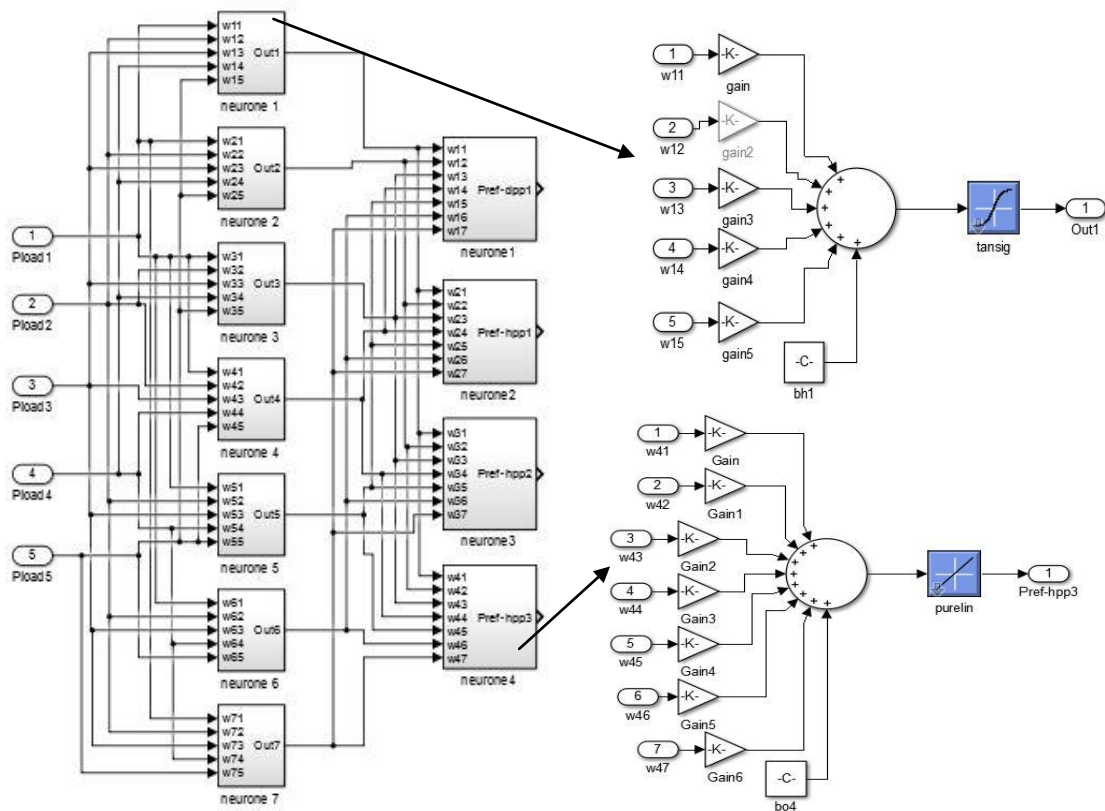 1
Pload1
2
Pload2
3
Pload3
4
Pload4
5
Pload5
w11
w12
w13
w14
w15
Out1
neurone 1
w21
w22
w23
w24
w25
Out2
neurone 2
w31
w32
w33
w34
w35
Out3
neurone 3
w41
w42
w43
w44
w45
Out4
neurone 4
w51
w52
w53
w54
w55
Out5
neurone 5
w61
w62
w63
w64
w65
Out6
neurone 6
w71
w72
w73
w74
w75
Out7
neurone 7
w11
w12
w13
w14
w15
w16
w17
Pref-dpp1
neurone1
w21
w22
w23
w24
w25
w26
w27
Pref-hpp1
neurone2
w31
w32
w33
w34
w35
w36
w37
Pref-hpp2
neurone3
w41
w42
w43
w44
w45
w46
w47
Pref-hpp3
neurone4
1
w11
-K-
gain
2
w12
-K-
gain2
3
w13
-K-
gain3
4
w14
-K-
gain4
5
w15
-K-
gain5
+
+
+
+
+
+
-C-
bh1
tansig
1
Out1
1
w41
-K-
Gain
2
w42
-K-
Gain1
3
w43
-K-
Gain2
4
w44
-K-
Gain3
5
w45
-K-
Gain4
6
w46
-K-
Gain5
7
w47
-K-
Gain6
+
+
+
+
+
+
+
+
-C-
bo4
purelin
1
Pref-hpp3